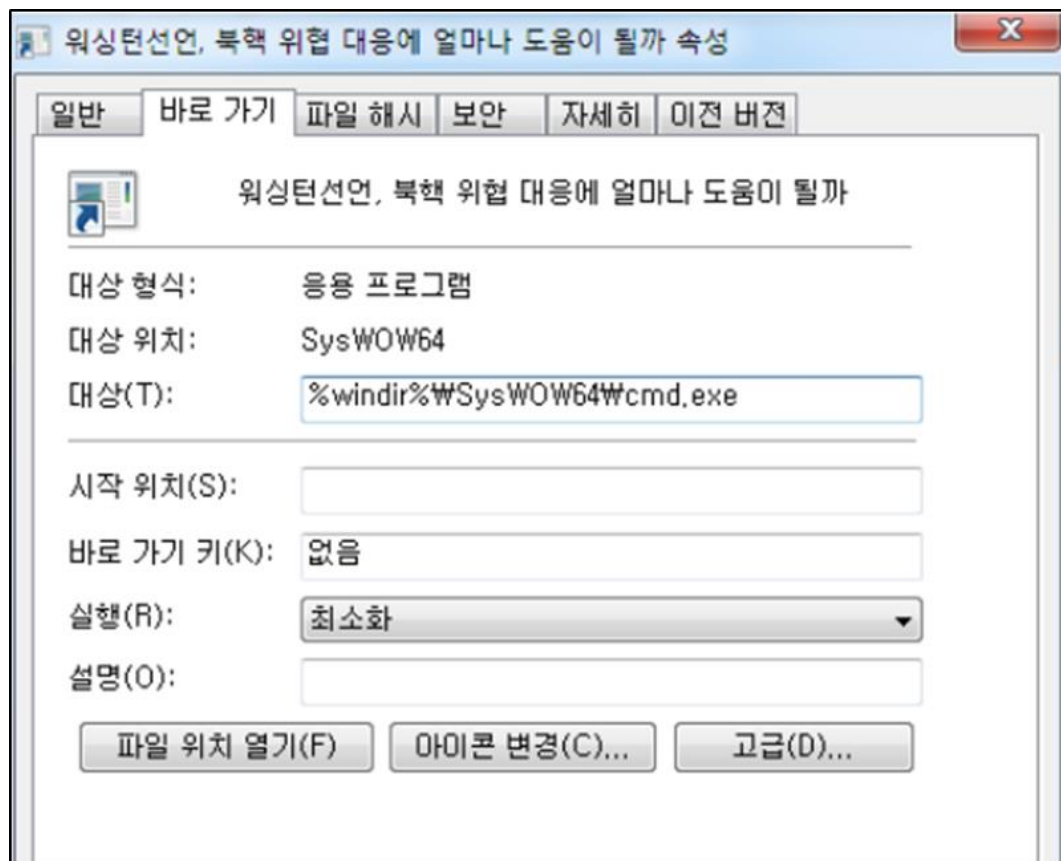 워싱턴선언, 북핵 위협 대응에 얼마나 도움이 될까 속성
일반 바로 가기 파일 해시 보안 자세히 이전 버전
워싱턴선언, 북핵 위협 대응에 얼마나 도움이 될까
대상 형식: 응용 프로그램
대상 위치: SysWOW64
대상(T): %windir%₩SysWOW64₩cmd.exe
시작 위치(S):
바로 가기 키(K): 없음
실행(R): 최소화
설명(O):
파일 위치 열기(F) 아이콘 변경(C)... 고급(D)...